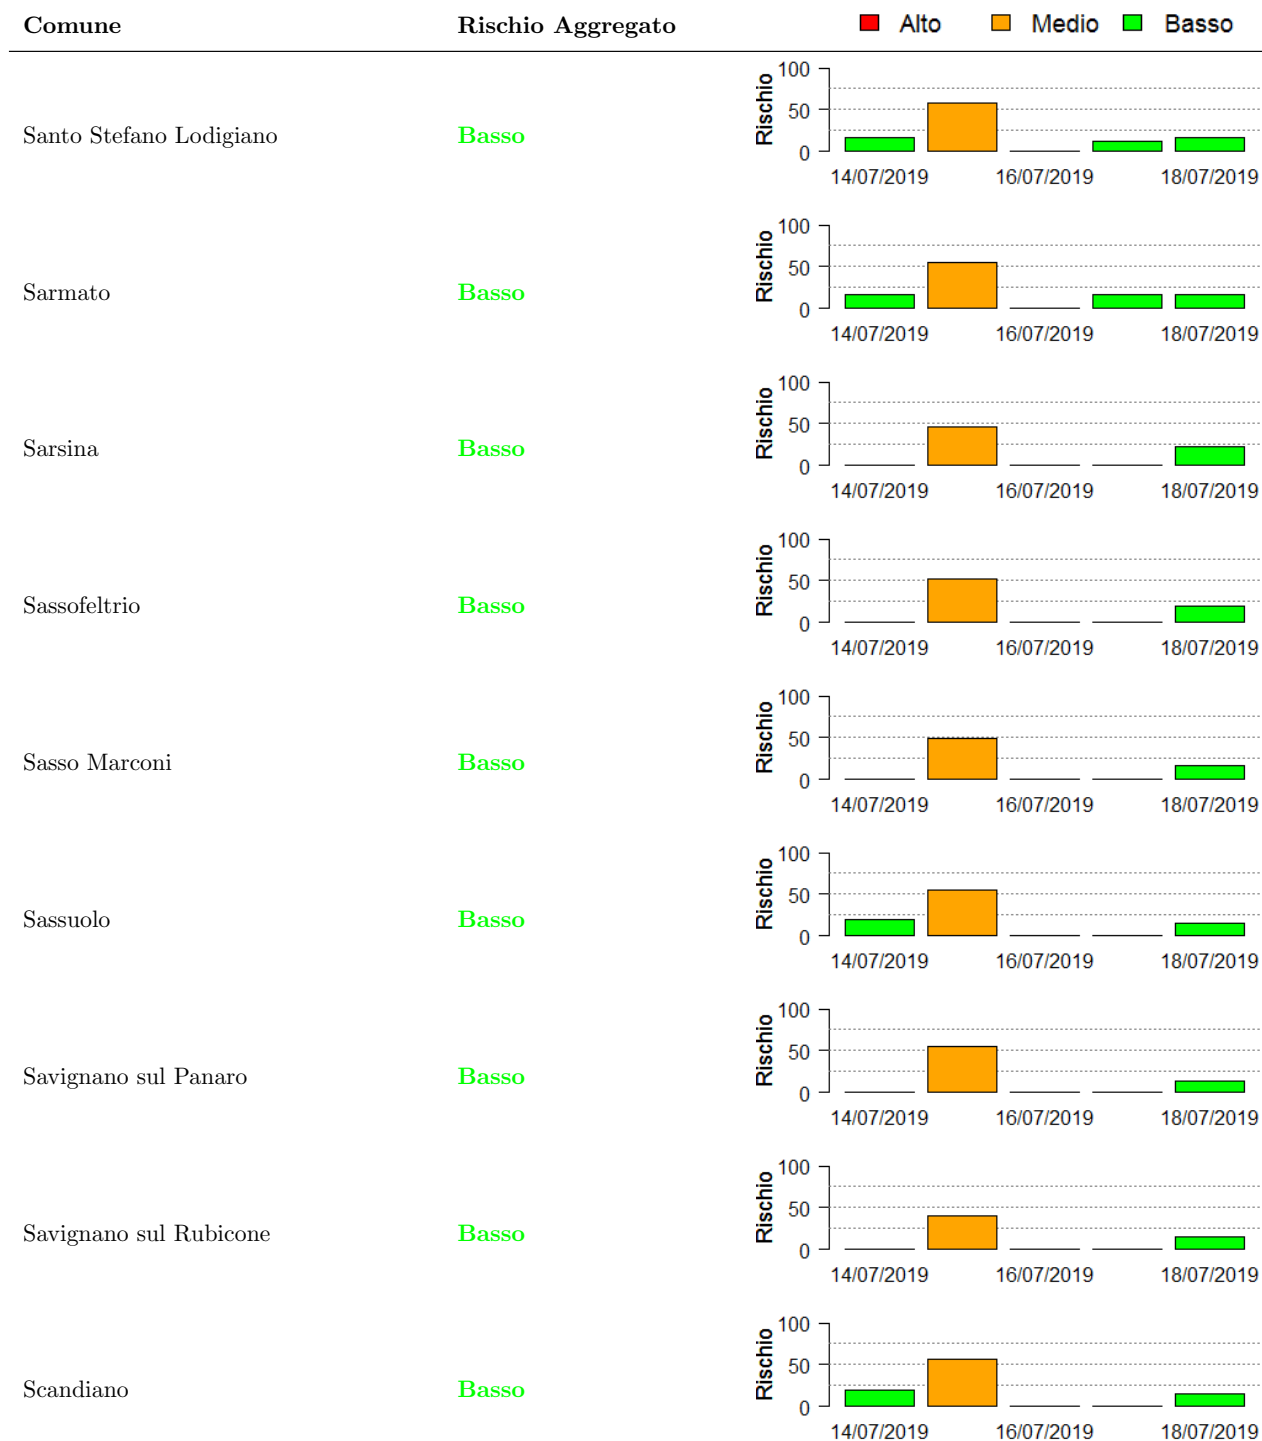 Comune Rischio Aggregato Alto Medio Basso
100
50
0
Rischio
Santo Stefano Lodigiano Basso
14/07/2019 16/07/2019 18/07/2019
100
50
0
Rischio
Sarmato Basso
14/07/2019 16/07/2019 18/07/2019
100
50
0
Rischio
Sarsina Basso
14/07/2019 16/07/2019 18/07/2019
100
50
0
Rischio
Sassofeltrio Basso
14/07/2019 16/07/2019 18/07/2019
100
50
0
Rischio
Sasso Marconi Basso
14/07/2019 16/07/2019 18/07/2019
100
50
0
Rischio
Sassuolo Basso
14/07/2019 16/07/2019 18/07/2019
100
50
0
Rischio
Savignano sul Panaro Basso
14/07/2019 16/07/2019 18/07/2019
100
50
0
Rischio
Savignano sul Rubicone Basso
14/07/2019 16/07/2019 18/07/2019
100
50
0
Rischio
Scandiano Basso
14/07/2019 16/07/2019 18/07/2019